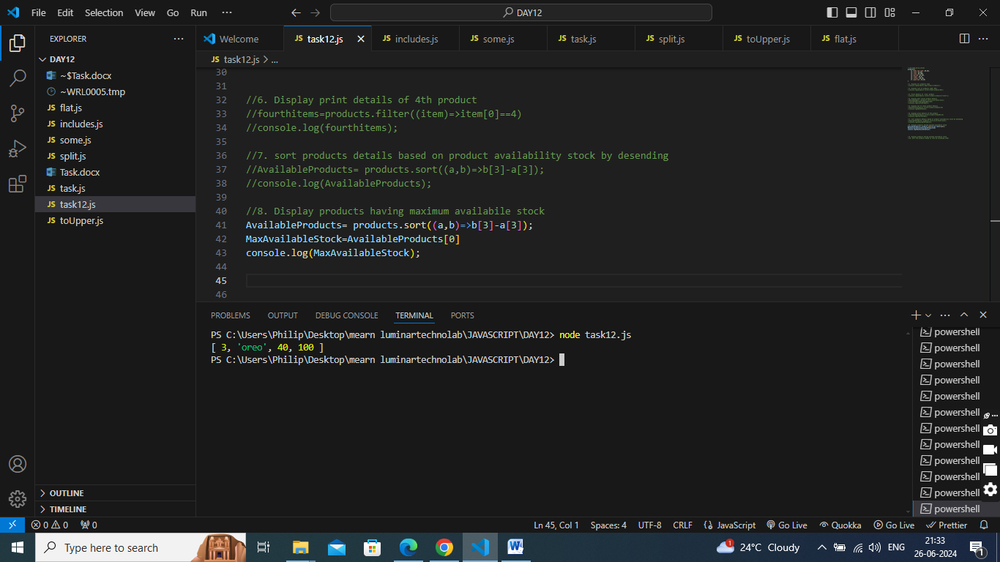 File Edit Selection View Go Run ··· DAY12
EXPLORER ···
DAY12
~$Task.docx
~WRL0005.tmp
JS flat.js
JS includes.js
JS some.js
JS split.js
Task.docx
JS task.js
JS task12.js
JS toUpper.js
OUTLINE
TIMELINE
Welcome JS task12.js JS includes.js JS some.js JS task.js JS split.js JS toUpper.js JS flat.js
JS task12.js > ...
30
31
32 //6. Display print details of 4th product
33 //fourthitems=products.filter((item)=>item[0]==4)
34 //console.log(fourthitems);
35
36 //7. sort products details based on product availability stock by desending
37 //AvailableProducts= products.sort((a,b)=>b[3]-a[3]);
38 //console.log(AvailableProducts);
39
40 //8. Display products having maximum availabile stock
41 AvailableProducts= products.sort((a,b)=>b[3]-a[3]);
42 MaxAvailableStock=AvailableProducts[0]
43 console.log(MaxAvailableStock);
44
45
46
PROBLEMS OUTPUT DEBUG CONSOLE TERMINAL PORTS
PS C:\Users\Philip\Desktop\mearn luminartechnolab\JAVASCRIPT\DAY12> node task12.js
[ 3, 'oreo', 40, 100 ]
PS C:\Users\Philip\Desktop\mearn luminartechnolab\JAVASCRIPT\DAY12>
powershell
powershell
powershell
powershell
powershell
powershell
powershell
powershell
powershell
powershell
powershell
powershell
0 0 0 Ln 45, Col 1 Spaces: 4 UTF-8 CRLF {} JavaScript Go Live Quokka Go Live Prettier
Type here to search 1 24°C Cloudy ENG 21:33
26-06-2024 1